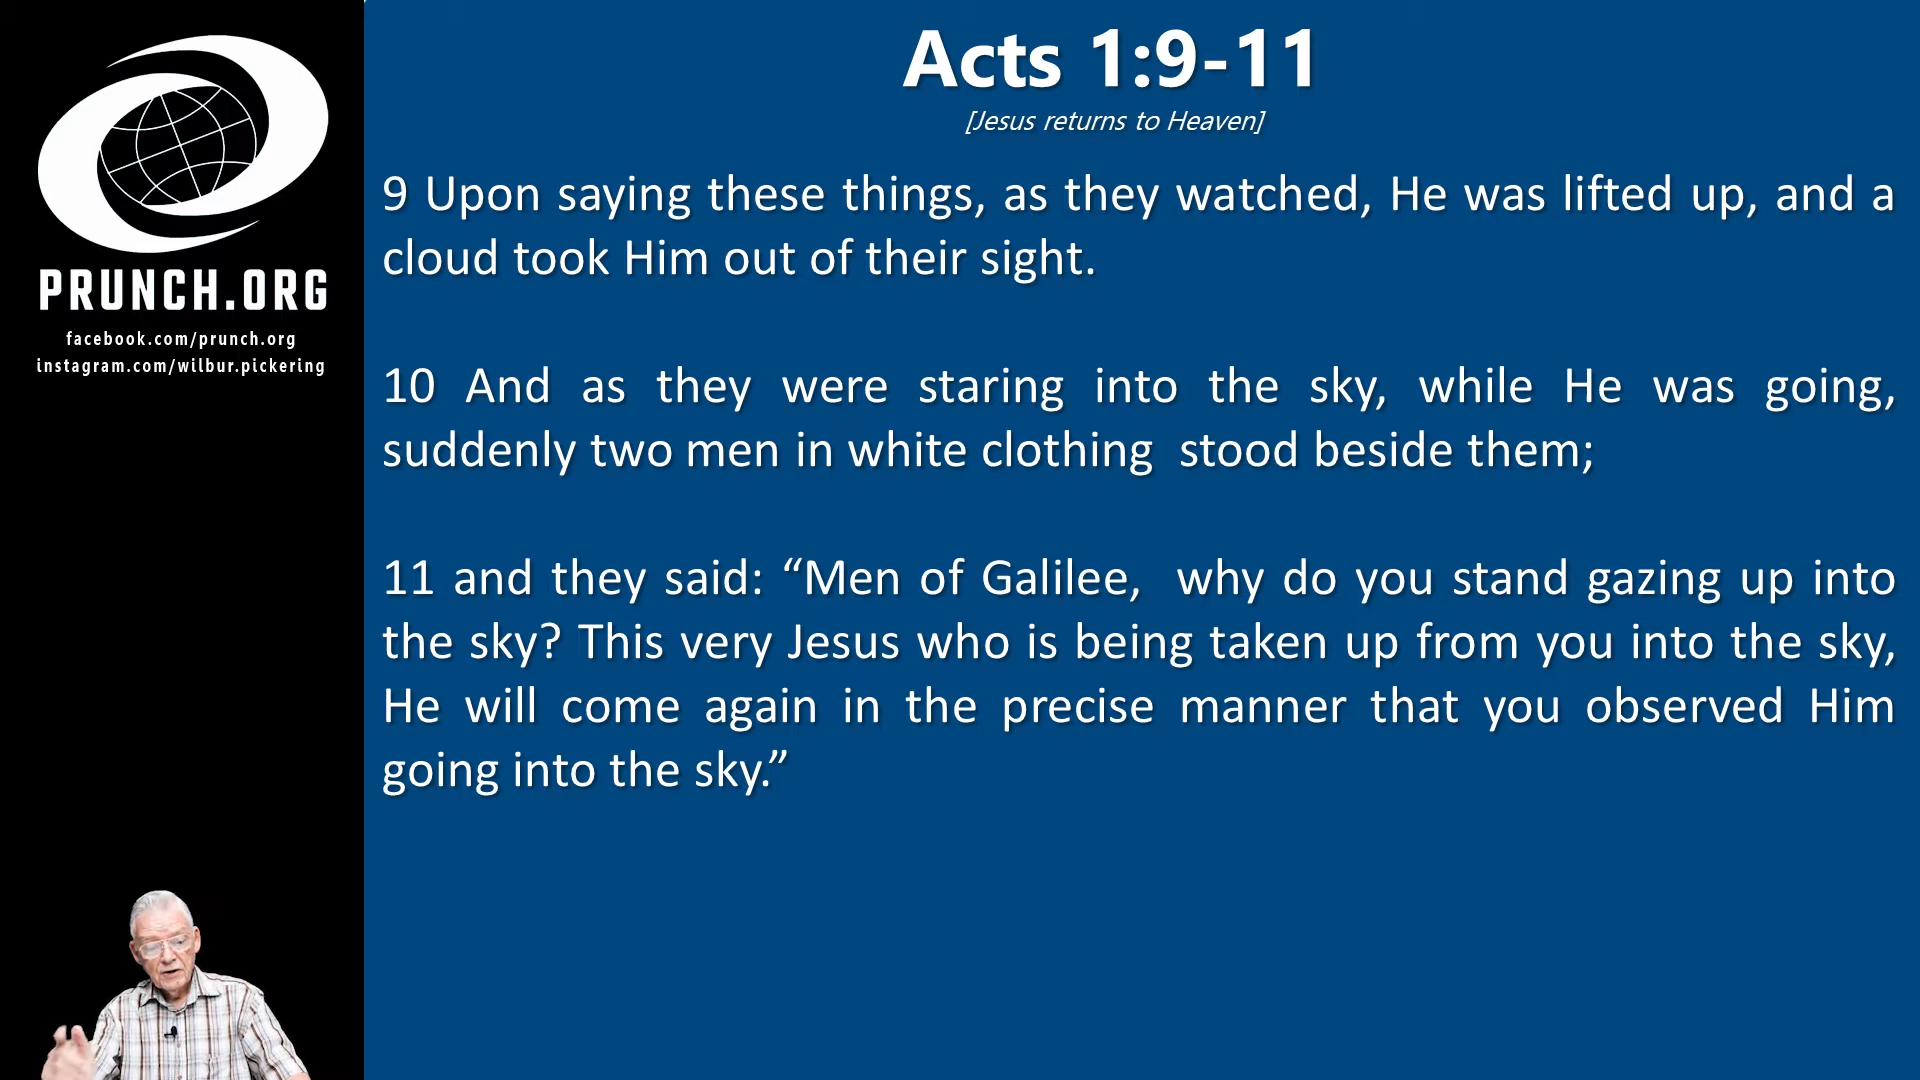 PRUNCH.ORG
facebook.com/prunch.org
instagram.com/wilbur.pickering
Acts 1:9-11
[Jesus returns to Heaven]
9 Upon saying these things, as they watched, He was lifted up, and a
cloud took Him out of their sight.
10 And as they were staring into the sky, while He was going,
suddenly two men in white clothing  stood beside them;
11 and they said: “Men of Galilee,  why do you stand gazing up into
the sky? This very Jesus who is being taken up from you into the sky,
He will come again in the precise manner that you observed Him
going into the sky.”